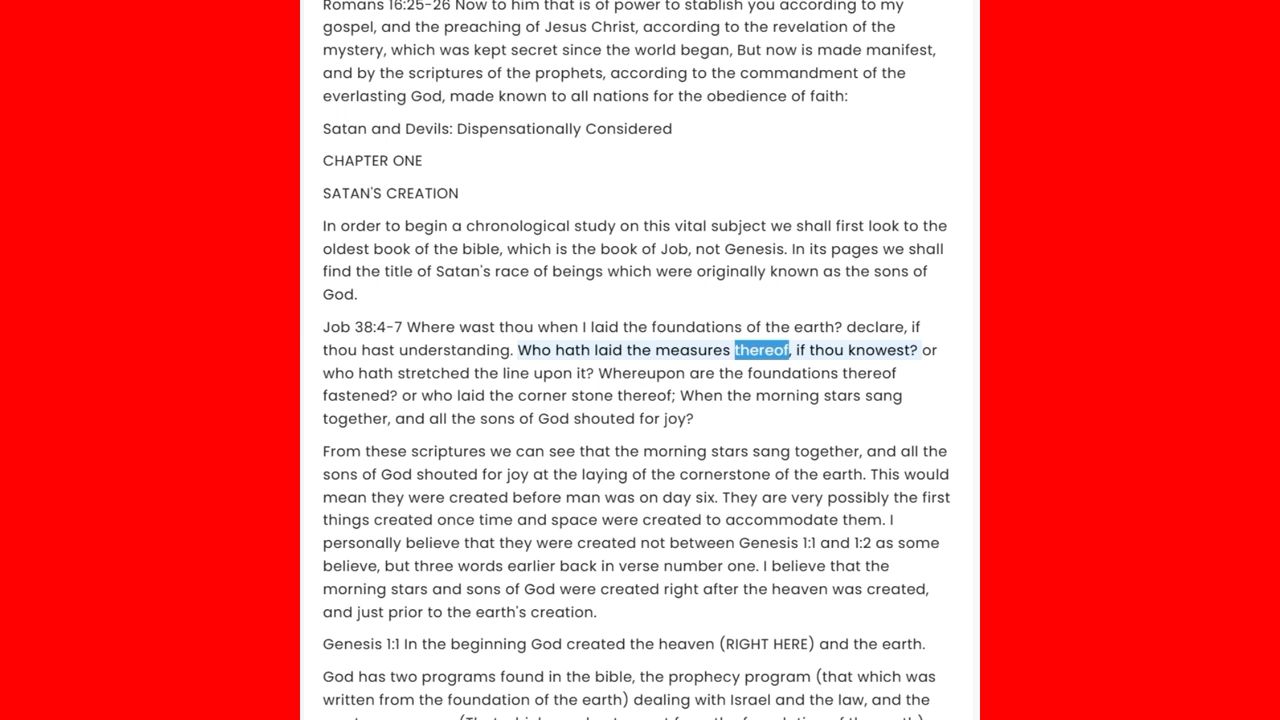 Romans 16:25-26 Now to him that is of power to stablish you according to my
gospel, and the preaching of Jesus Christ, according to the revelation of the
mystery, which was kept secret since the world began, But now is made manifest,
and by the scriptures of the prophets, according to the commandment of the
everlasting God, made known to all nations for the obedience of faith:
Satan and Devils: Dispensationally Considered
CHAPTER ONE
SATAN'S CREATION
In order to begin a chronological study on this vital subject we shall first look to the
oldest book of the bible, which is the book of Job, not Genesis. In its pages we shall
find the title of Satan's race of beings which were originally known as the sons of
God.
Job 38:4-7 Where wast thou when I laid the foundations of the earth? declare, if
thou hast understanding. Who hath laid the measures thereof, if thou knowest? or
who hath stretched the line upon it? Whereupon are the foundations thereof
fastened? or who laid the corner stone thereof; When the morning stars sang
together, and all the sons of God shouted for joy?
From these scriptures we can see that the morning stars sang together, and all the
sons of God shouted for joy at the laying of the cornerstone of the earth. This would
mean they were created before man was on day six. They are very possibly the first
things created once time and space were created to accommodate them. I
personally believe that they were created not between Genesis 1:1 and 1:2 as some
believe, but three words earlier back in verse number one. I believe that the
morning stars and sons of God were created right after the heaven was created,
and just prior to the earth's creation.
Genesis 1:1 In the beginning God created the heaven (RIGHT HERE) and the earth.
God has two programs found in the bible, the prophecy program (that which was
written from the foundation of the earth) dealing with Israel and the law, and the